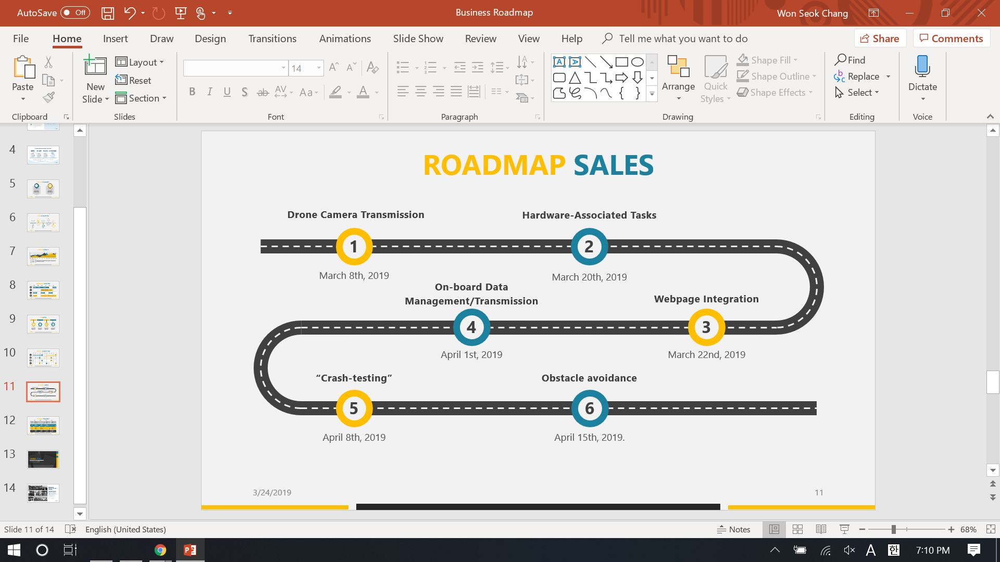 AutoSave Off
Business Roadmap
Won Seok Chang
File Home Insert Draw Design Transitions Animations Slide Show Review View Help Tell me what you want to do Share Comments
Paste
Clipboard
New Slide
Layout
Reset
Section
Slides
14
B I U S ab AV Aa A
Font
Paragraph
Arrange
Quick Styles
Shape Fill
Shape Outline
Shape Effects
Drawing
Find
Replace
Select
Editing
Dictate
Voice
4
5
6
7
8
9
10
11
12
13
14
ROADMAP SALES
Drone Camera Transmission
Hardware-Associated Tasks
1
2
March 8th, 2019
March 20th, 2019
On-board Data
Management/Transmission
Webpage Integration
4
3
April 1st, 2019
March 22nd, 2019
“Crash-testing”
Obstacle avoidance
5
6
April 8th, 2019
April 15th, 2019.
3/24/2019
11
Slide 11 of 14
English (United States)
Notes
68%
A
한
7:10 PM